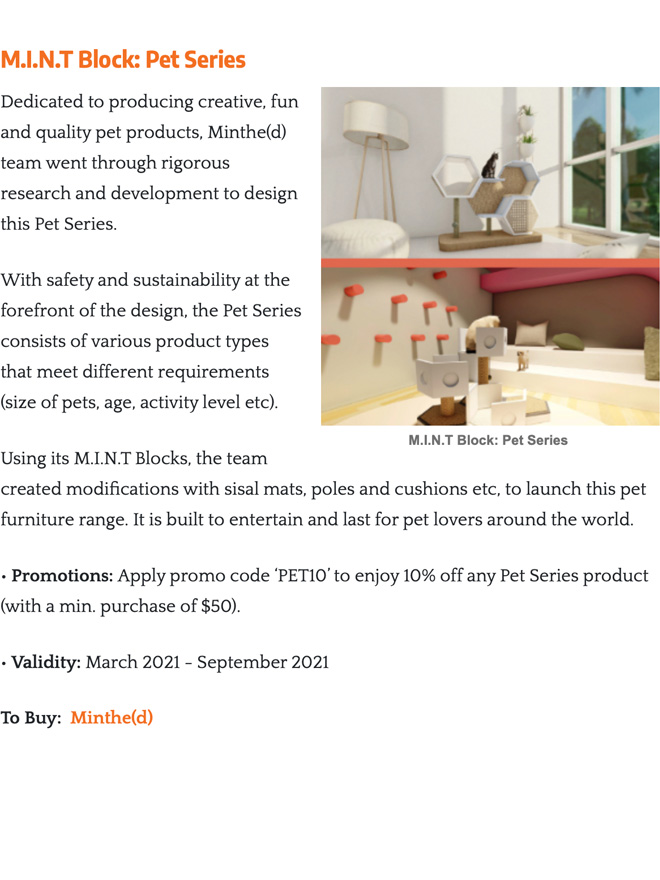 M.I.N.T Block: Pet Series
Dedicated to producing creative, fun
and quality pet products, Minthe(d)
team went through rigorous
research and development to design
this Pet Series.
With safety and sustainability at the
forefront of the design, the Pet Series
consists of various product types
that meet different requirements
(size of pets, age, activity level etc).
M.I.N.T Block: Pet Series
Using its M.I.N.T Blocks, the team
created modifications with sisal mats, poles and cushions etc, to launch this pet
furniture range. It is built to entertain and last for pet lovers around the world.
• Promotions: Apply promo code ‘PET10’ to enjoy 10% off any Pet Series product
(with a min. purchase of $50).
• Validity: March 2021 – September 2021
To Buy: Minthe(d)